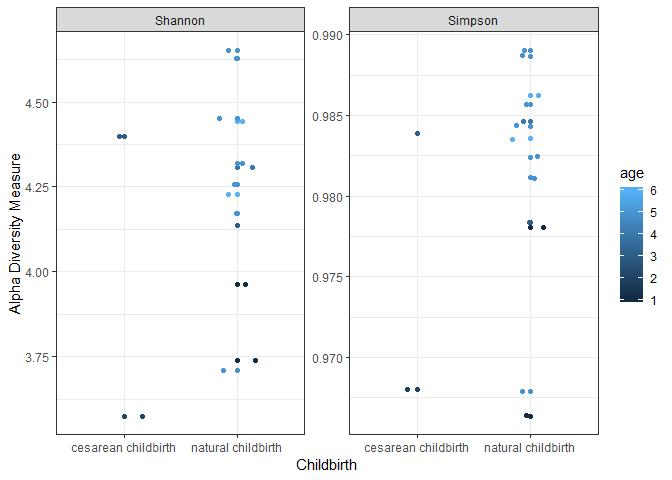 Shannon
Simpson
Alpha Diversity Measure
4.50
4.25
4.00
3.75
0.990
0.985
0.980
0.975
0.970
cesarean childbirth
natural childbirth
cesarean childbirth
natural childbirth
Childbirth
age
6
5
4
3
2
1